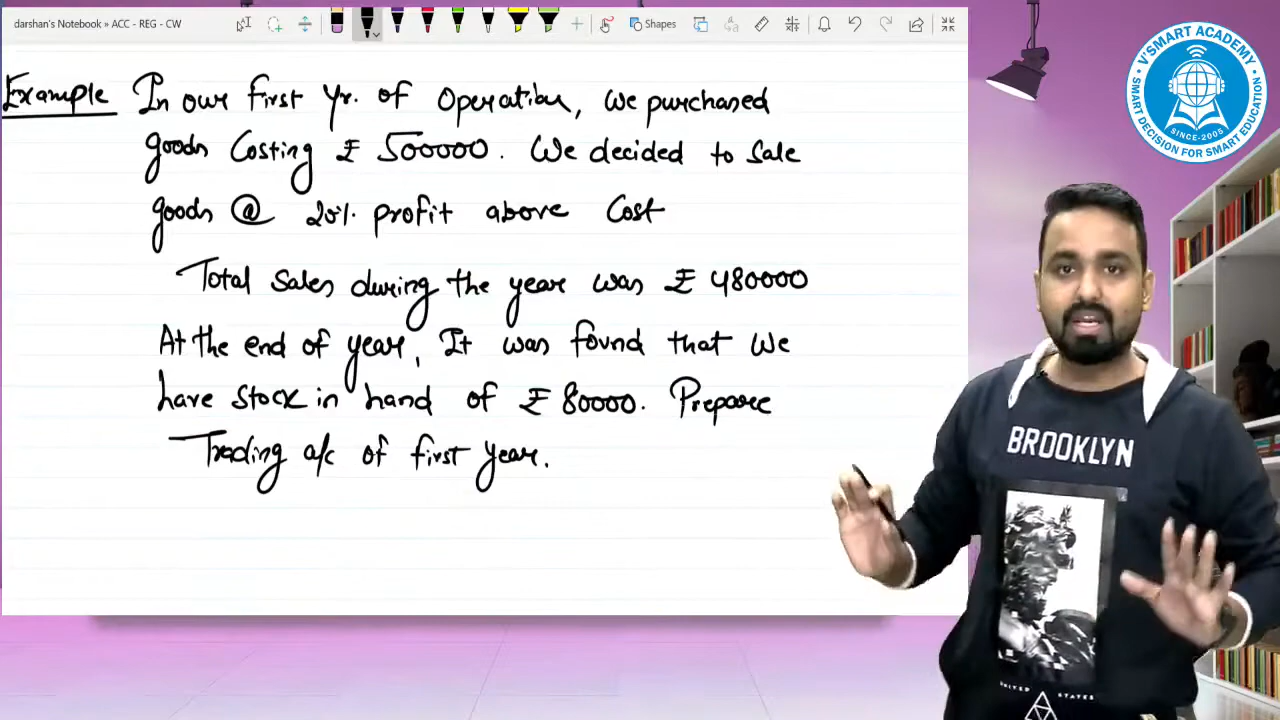 darshan's Notebook » ACC - REG - CW
Shapes
Example In our first Yr. of Operation, We purchased
goods Costing ₹ 500000. We decided to Sale
goods @ 20% profit above Cost
Total Sales during the year was ₹ 480000
At the end of year, It was found that We
have Stock in hand of ₹ 80000. Prepare
Trading a/c of first year.
V'SMART ACADEMY
SINCE-2005
SMART DECISION FOR SMART EDUCATION
BROOKLYN
UNITED STATES